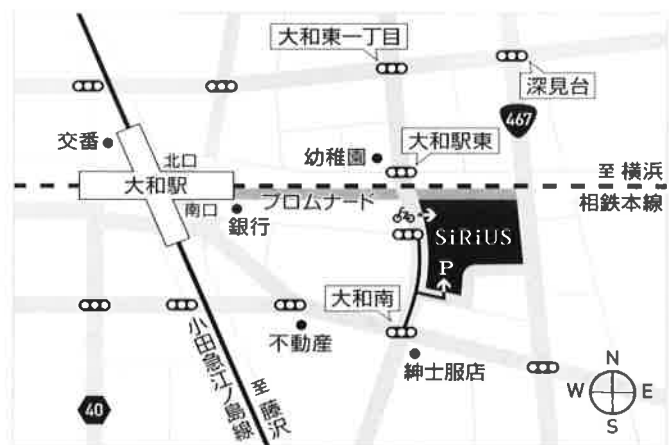 大和東一丁目
深見台
467
交番
北口
幼稚園
大和駅東
大和駅
至 横浜
南口
プロムナード
相鉄本線
銀行
SiRiUS
P
大和南
不動産
紳士服店
小田急江ノ島線
至 藤沢
40
N
W
E
S